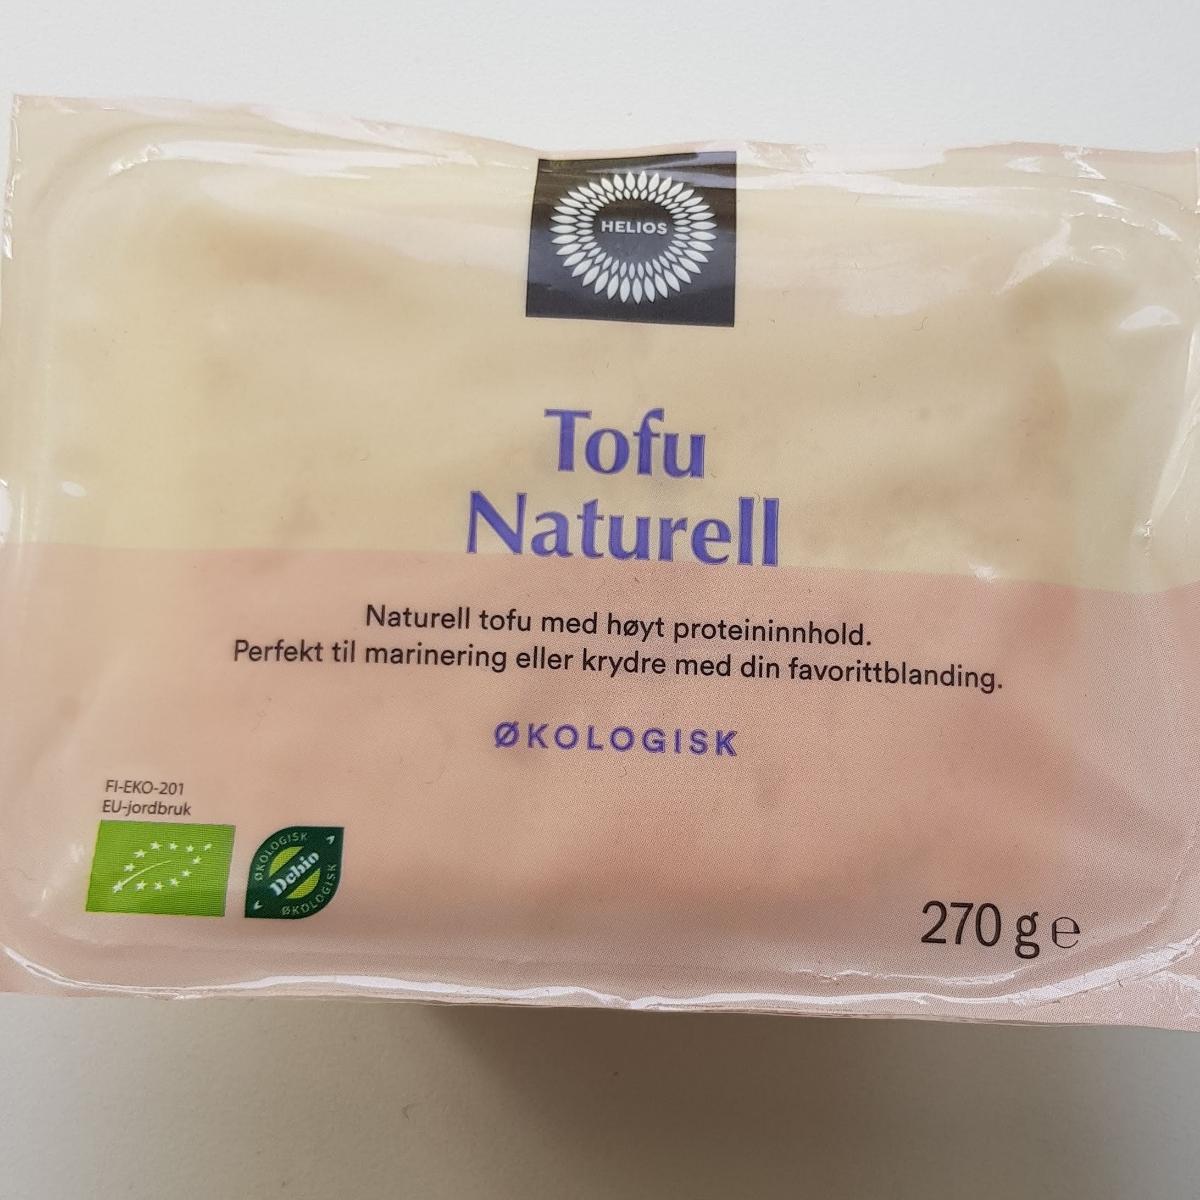 HELIOS
Tofu
Naturell
Naturell tofu med høyt proteininnhold.
Perfekt til marinering eller krydre med din favorittblanding.
ØKOLOGISK
FI-EKO-201
EU-jordbruk
ØKOLOGISK
Debio
ØKOLOGISK
270 g e